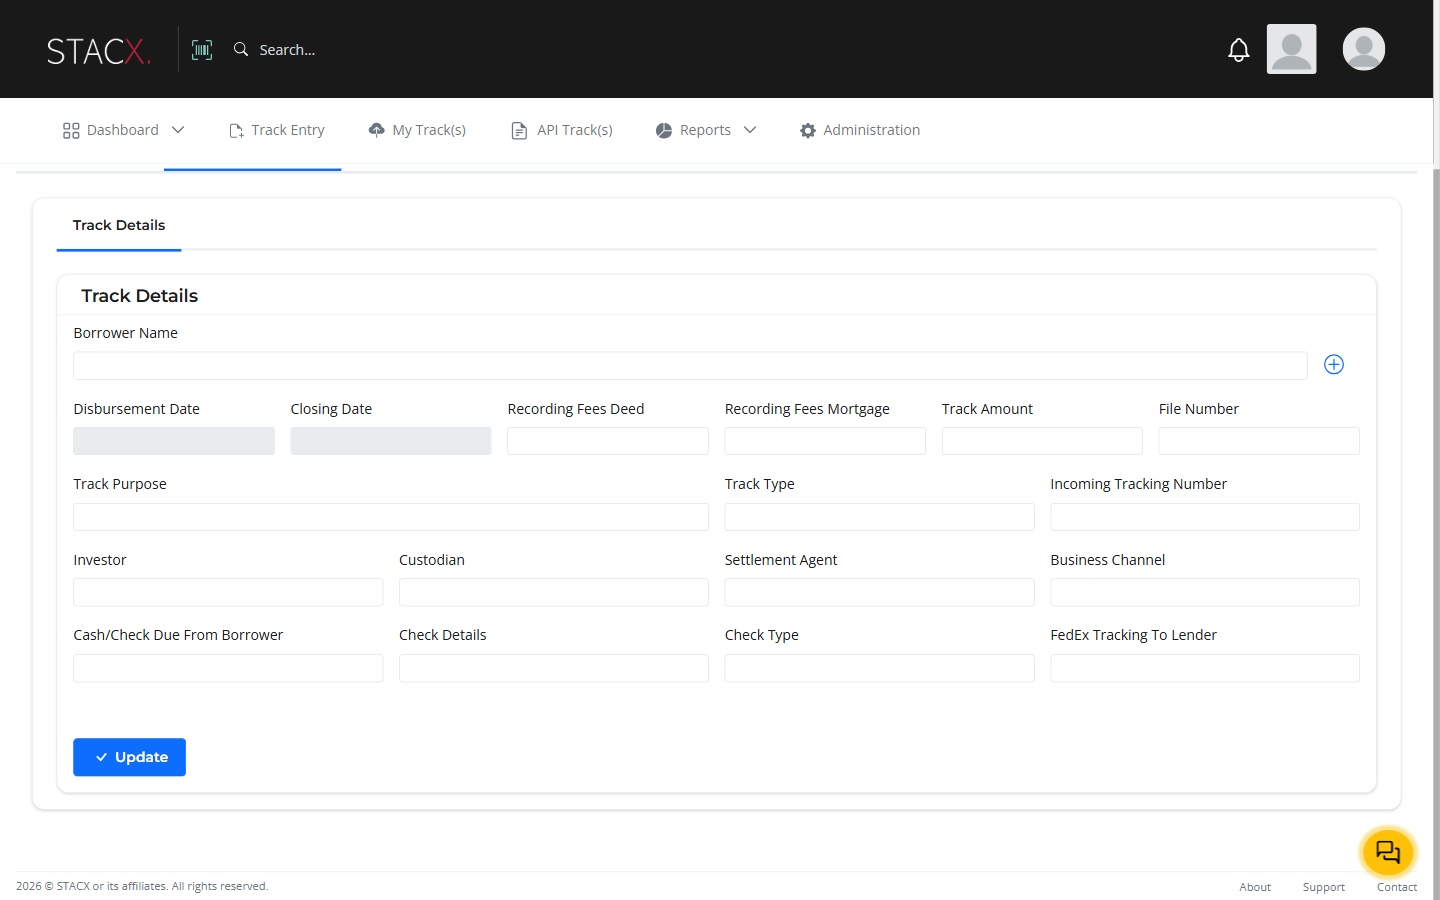 STACX.
Search...
Dashboard
Track Entry
My Track(s)
API Track(s)
Reports
Administration
Track Details
Track Details
Borrower Name
Disbursement Date
Closing Date
Recording Fees Deed
Recording Fees Mortgage
Track Amount
File Number
Track Purpose
Track Type
Incoming Tracking Number
Investor
Custodian
Settlement Agent
Business Channel
Cash/Check Due From Borrower
Check Details
Check Type
FedEx Tracking To Lender
Update
2026 © STACX or its affiliates. All rights reserved.
About
Support
Contact